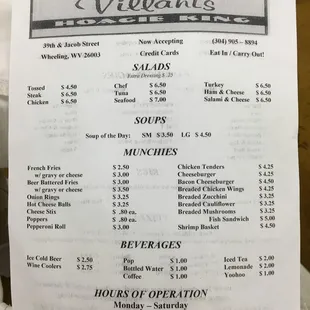 Villani's
HOAGIE KING
39th & Jacob Street Now Accepting (304) 905 - 8894
Wheeling, WV 26003 Credit Cards Eat In / Carry Out!
SALADS
Extra Dressing $ .25
Tossed $ 4.50 Chef $ 6.50 Turkey $ 6.50
Steak $ 6.50 Tuna $ 6.50 Ham & Cheese $ 6.50
Chicken $ 6.50 Seafood $ 7.00 Salami & Cheese $ 6.50
SOUPS
Soup of the Day: SM $ 3.50 LG $ 4.50
MUNCHIES
French Fries $ 2.50 Chicken Tenders $ 4.25
w/ gravy or cheese $ 3.00 Cheeseburger $ 4.25
Beer Battered Fries $ 3.00 Bacon Cheeseburger $ 4.50
w/ gravy or cheese $ 3.50 Breaded Chicken Wings $ 4.25
Onion Rings $ 3.25 Breaded Zucchini $ 3.25
Hot Cheese Balls $ 3.25 Breaded Cauliflower $ 3.25
Cheese Stix $ .80 ea. Breaded Mushrooms $ 3.25
Poppers $ .80 ea. Fish Sandwich $ 5.00
Pepperoni Roll $ 3.00 Shrimp Basket $ 4.50
BEVERAGES
Ice Cold Beer $ 2.50 Pop $ 1.00 Iced Tea $ 2.00
Wine Coolers $ 2.75 Bottled Water $ 1.00 Lemonade $ 2.00
Coffee $ 1.00 Yoohoo $ 1.00
HOURS OF OPERATION
Monday – Saturday